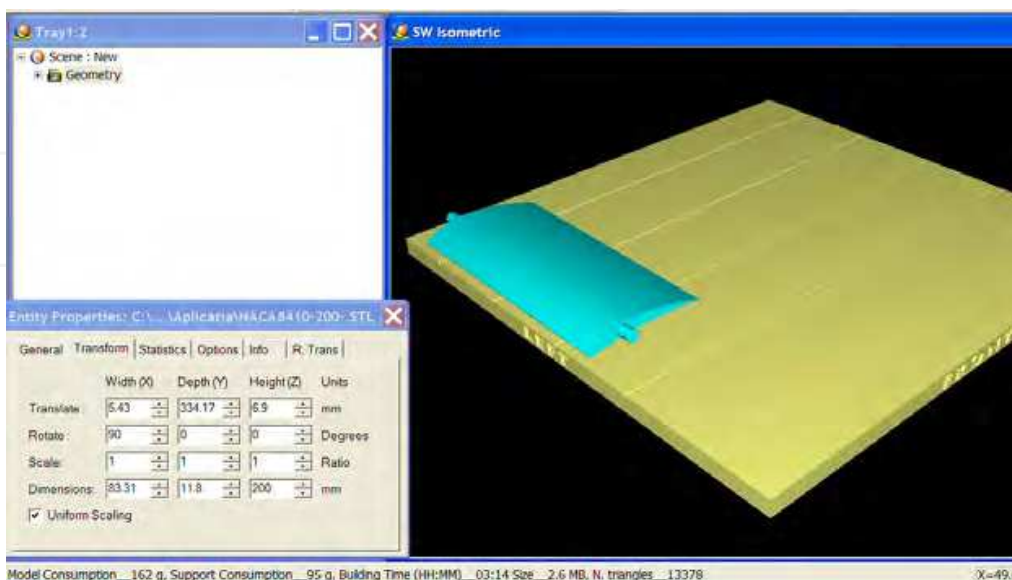 Tray1:2
SW Isometric
Scene : New
Geometry
Entity Properties: C:\... \Aplicaria\NACA8410-200-.STL
General Transform Statistics Options Info R. Trans
Width (X) Depth (Y) Height (Z) Units
Translate: 6.43 334.17 6.9 mm
Rotate: 90 0 0 Degrees
Scale: 1 1 1 Ratio
Dimensions: 83.31 11.8 200 mm
Uniform Scaling
Model Consumption 162 g, Support Consumption 95 g, Building Time (HH:MM) 03:14 Size 2.6 MB, N. triangles 13378
X=49.